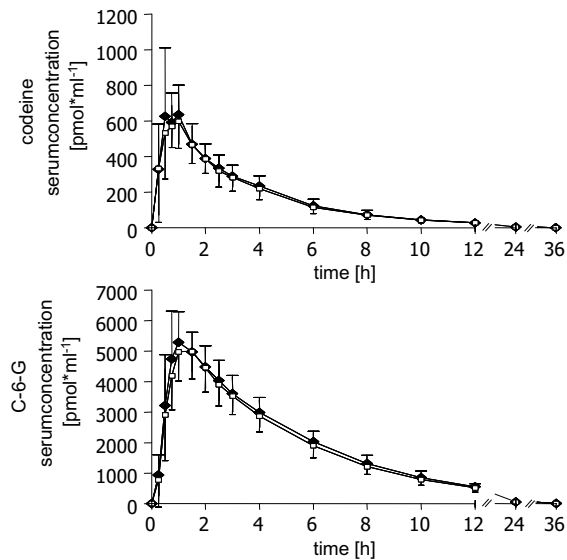 codeine
serumconcentration
[pmol*ml-1]
1200
1000
800
600
400
200
0
0 2 4 6 8 10 12 24 36
time [h]
C-6-G
serumconcentration
[pmol*ml-1]
7000
6000
5000
4000
3000
2000
1000
0
0 2 4 6 8 10 12 24 36
time [h]